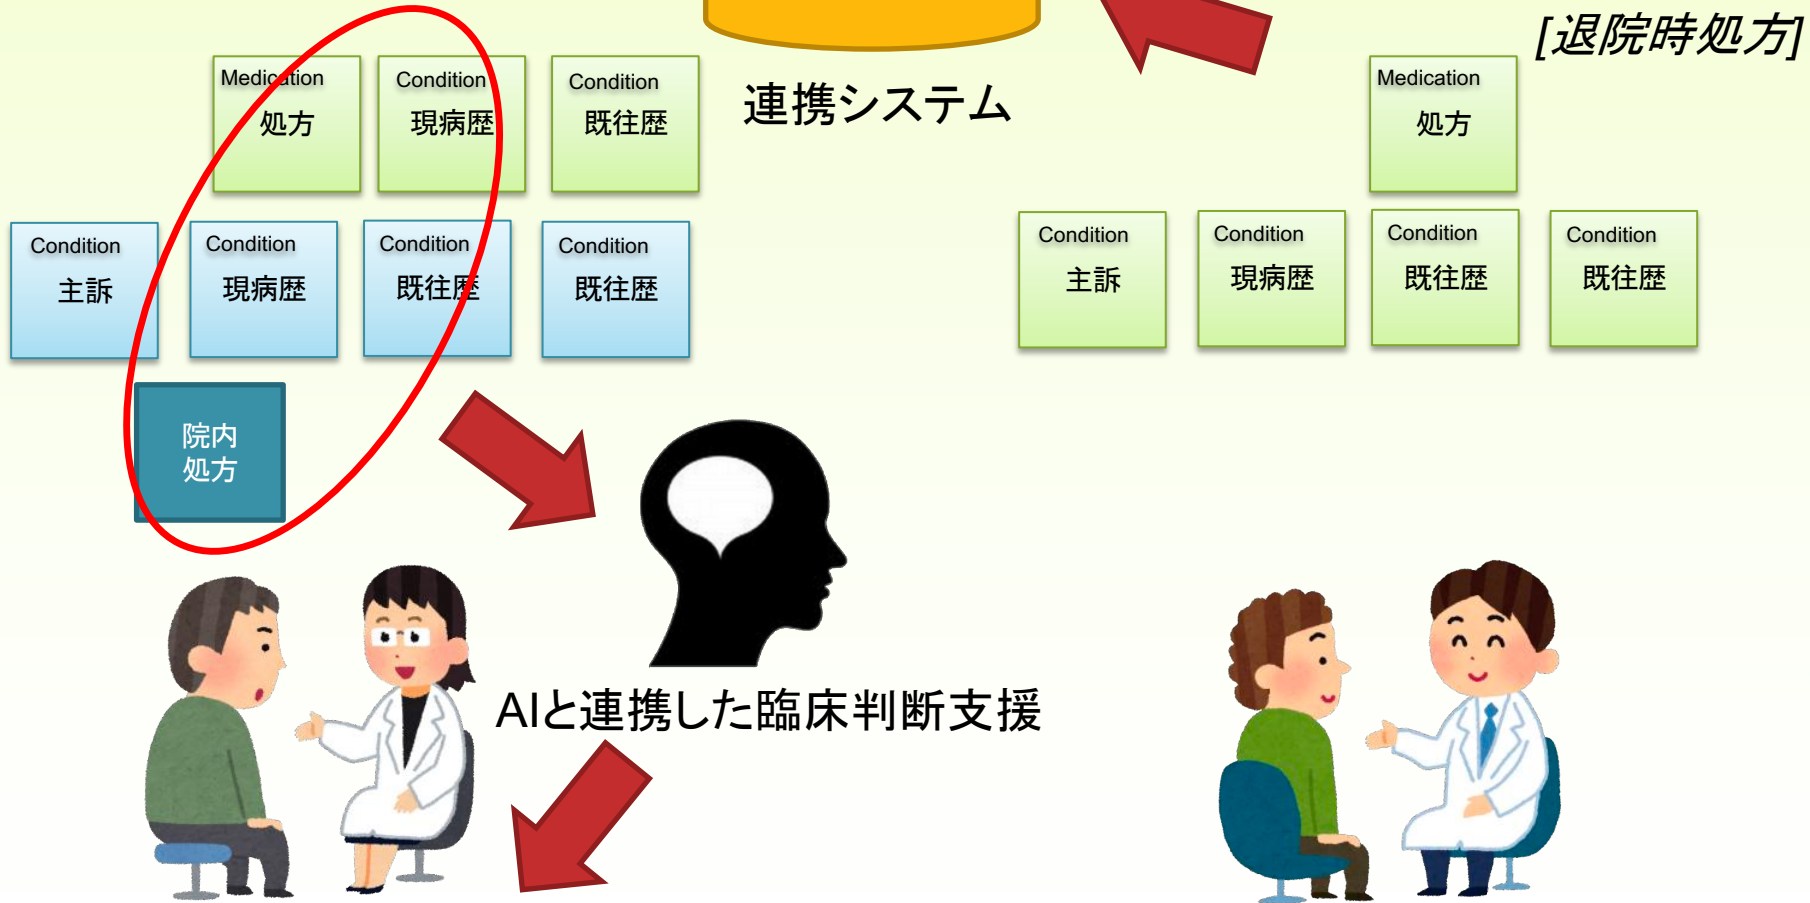 [退院時処方]
Medication
処方
Condition
現病歴
Condition
既往歴
連携システム
Medication
処方
Condition
主訴
Condition
現病歴
Condition
既往歴
Condition
既往歴
Condition
主訴
Condition
現病歴
Condition
既往歴
Condition
既往歴
院内
処方
AIと連携した臨床判断支援